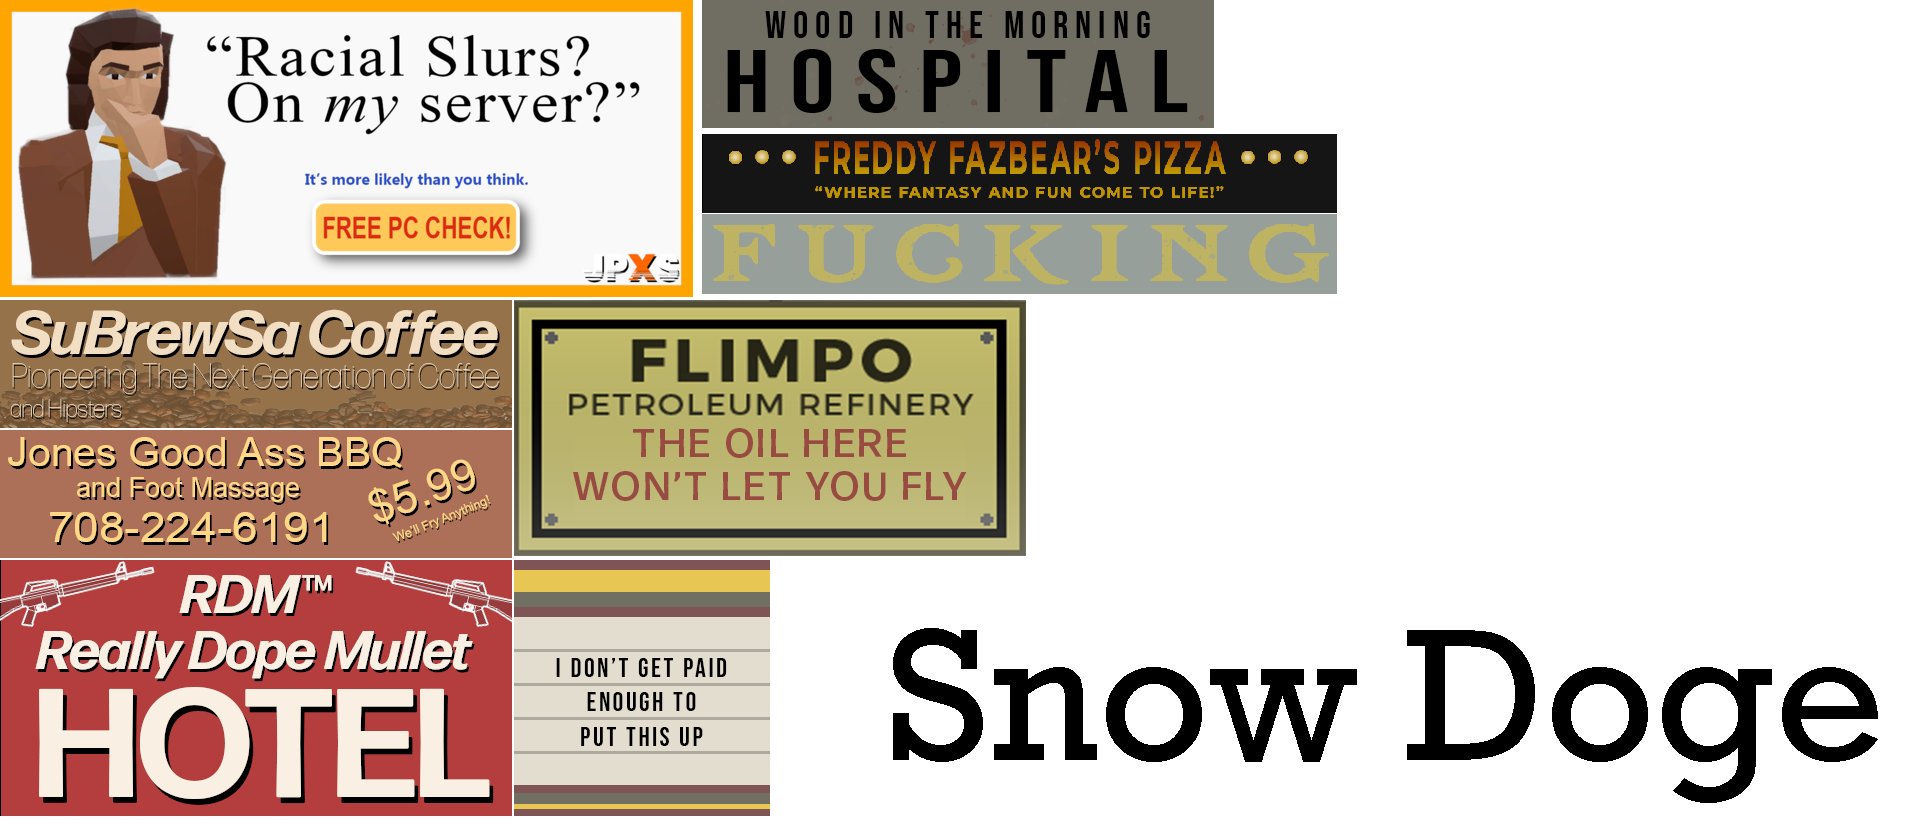 “Racial Slurs?
On my server?”
It’s more likely than you think.
FREE PC CHECK!
JPXS
WOOD IN THE MORNING
HOSPITAL
FREDDY FAZBEAR’S PIZZA
“WHERE FANTASY AND FUN COME TO LIFE!”
FUCKING
SuBrewSa Coffee
Pioneering The Next Generation of Coffee
and Hipsters
Jones Good Ass BBQ
and Foot Massage
708-224-6191
$5.99
We'll Fry Anything!
FLIMPO
PETROLEUM REFINERY
THE OIL HERE
WON’T LET YOU FLY
RDM™
Really Dope Mullet
HOTEL
I DON’T GET PAID
ENOUGH TO
PUT THIS UP
Snow Doge